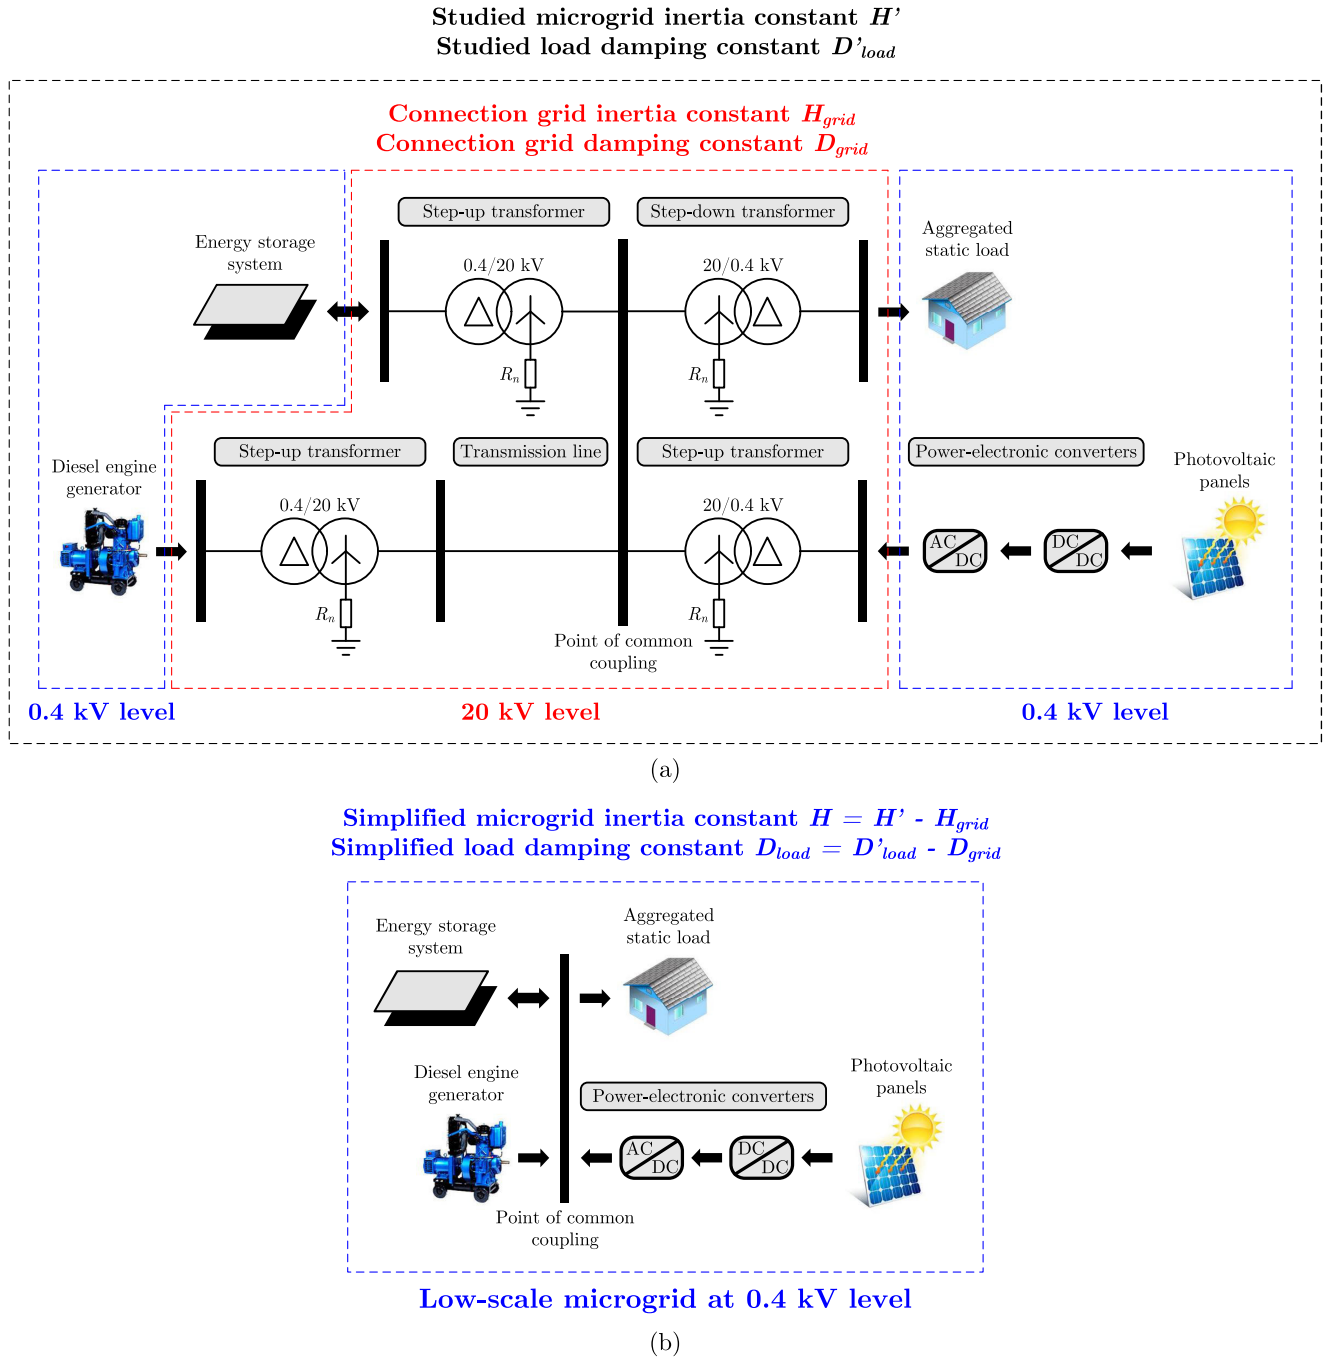 Studied microgrid inertia constant H'
Studied load damping constant D'load
Connection grid inertia constant Hgrid
Connection grid damping constant Dgrid
Step-up transformer
Step-down transformer
Energy storage
system
0.4/20 kV
20/0.4 kV
Aggregated
static load
Rn
Rn
Diesel engine
generator
Step-up transformer
Transmission line
Step-up transformer
Power-electronic converters
Photovoltaic
panels
0.4/20 kV
20/0.4 kV
AC
DC
DC
DC
Rn
Rn
Point of common
coupling
0.4 kV level
20 kV level
0.4 kV level
(a)
Simplified microgrid inertia constant H = H' - Hgrid
Simplified load damping constant Dload = D'load - Dgrid
Energy storage
system
Aggregated
static load
Diesel engine
generator
Power-electronic converters
Photovoltaic
panels
AC
DC
DC
DC
Point of common
coupling
Low-scale microgrid at 0.4 kV level
(b)